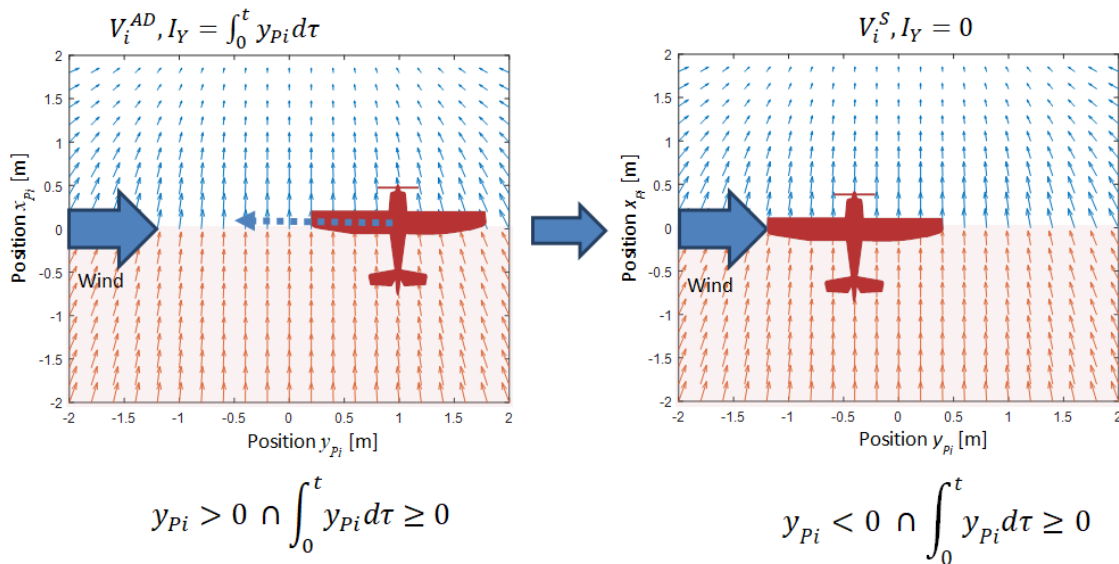 V_i^{AD}, I_Y = ∫_0^t y_{Pi} dτ
2
1.5
1
0.5
0
-0.5
-1
-1.5
-2
Position x_{Pi} [m]
Wind
-2 -1.5 -1 -0.5 0 0.5 1 1.5 2
Position y_{Pi} [m]
y_{Pi} > 0 ∩ ∫_0^t y_{Pi} dτ ≥ 0
V_i^S, I_Y = 0
2
1.5
1
0.5
0
-0.5
-1
-1.5
-2
Position x_{Pi} [m]
Wind
-2 -1.5 -1 -0.5 0 0.5 1 1.5 2
Position y_{Pi} [m]
y_{Pi} < 0 ∩ ∫_0^t y_{Pi} dτ ≥ 0